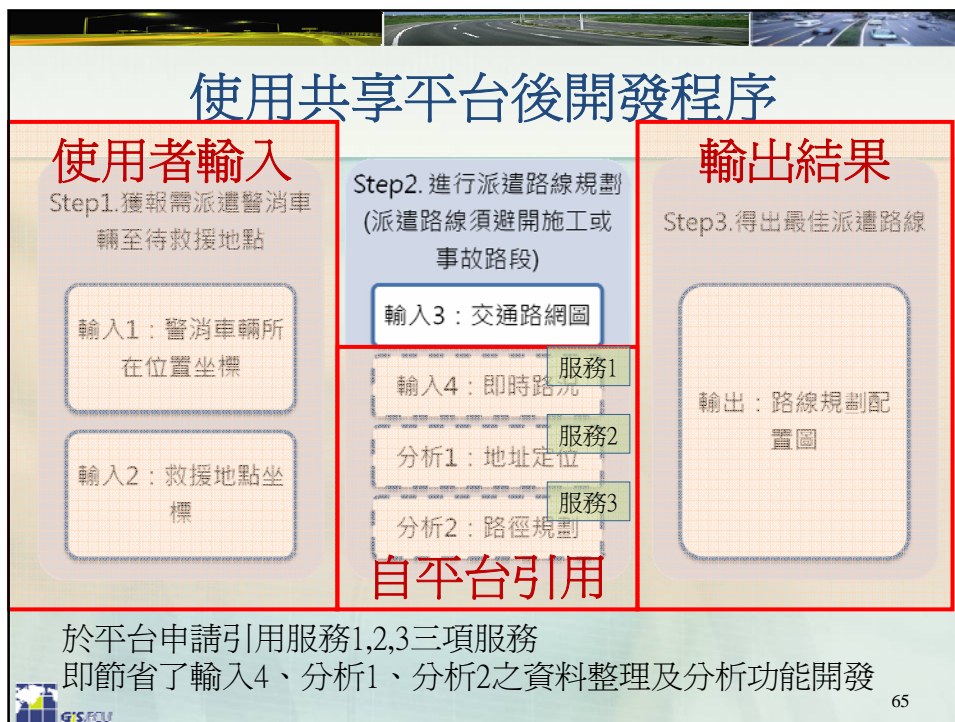 使用共享平台後開發程序
使用者輸入
Step1.獲報需派遣警消車
輛至待救援地點
輸入1：警消車輛所
在位置坐標
輸入2：救援地點坐
標
Step2. 進行派遣路線規劃
(派遣路線須避開施工或
事故路段)
輸入3：交通路網圖
輸入4：即時路況
服務1
分析1：地址定位
服務2
分析2：路徑規劃
服務3
自平台引用
輸出結果
Step3.得出最佳派遣路線
輸出：路線規劃配
置圖
於平台申請引用服務1,2,3三項服務
即節省了輸入4、分析1、分析2之資料整理及分析功能開發
GIS.FCU
65